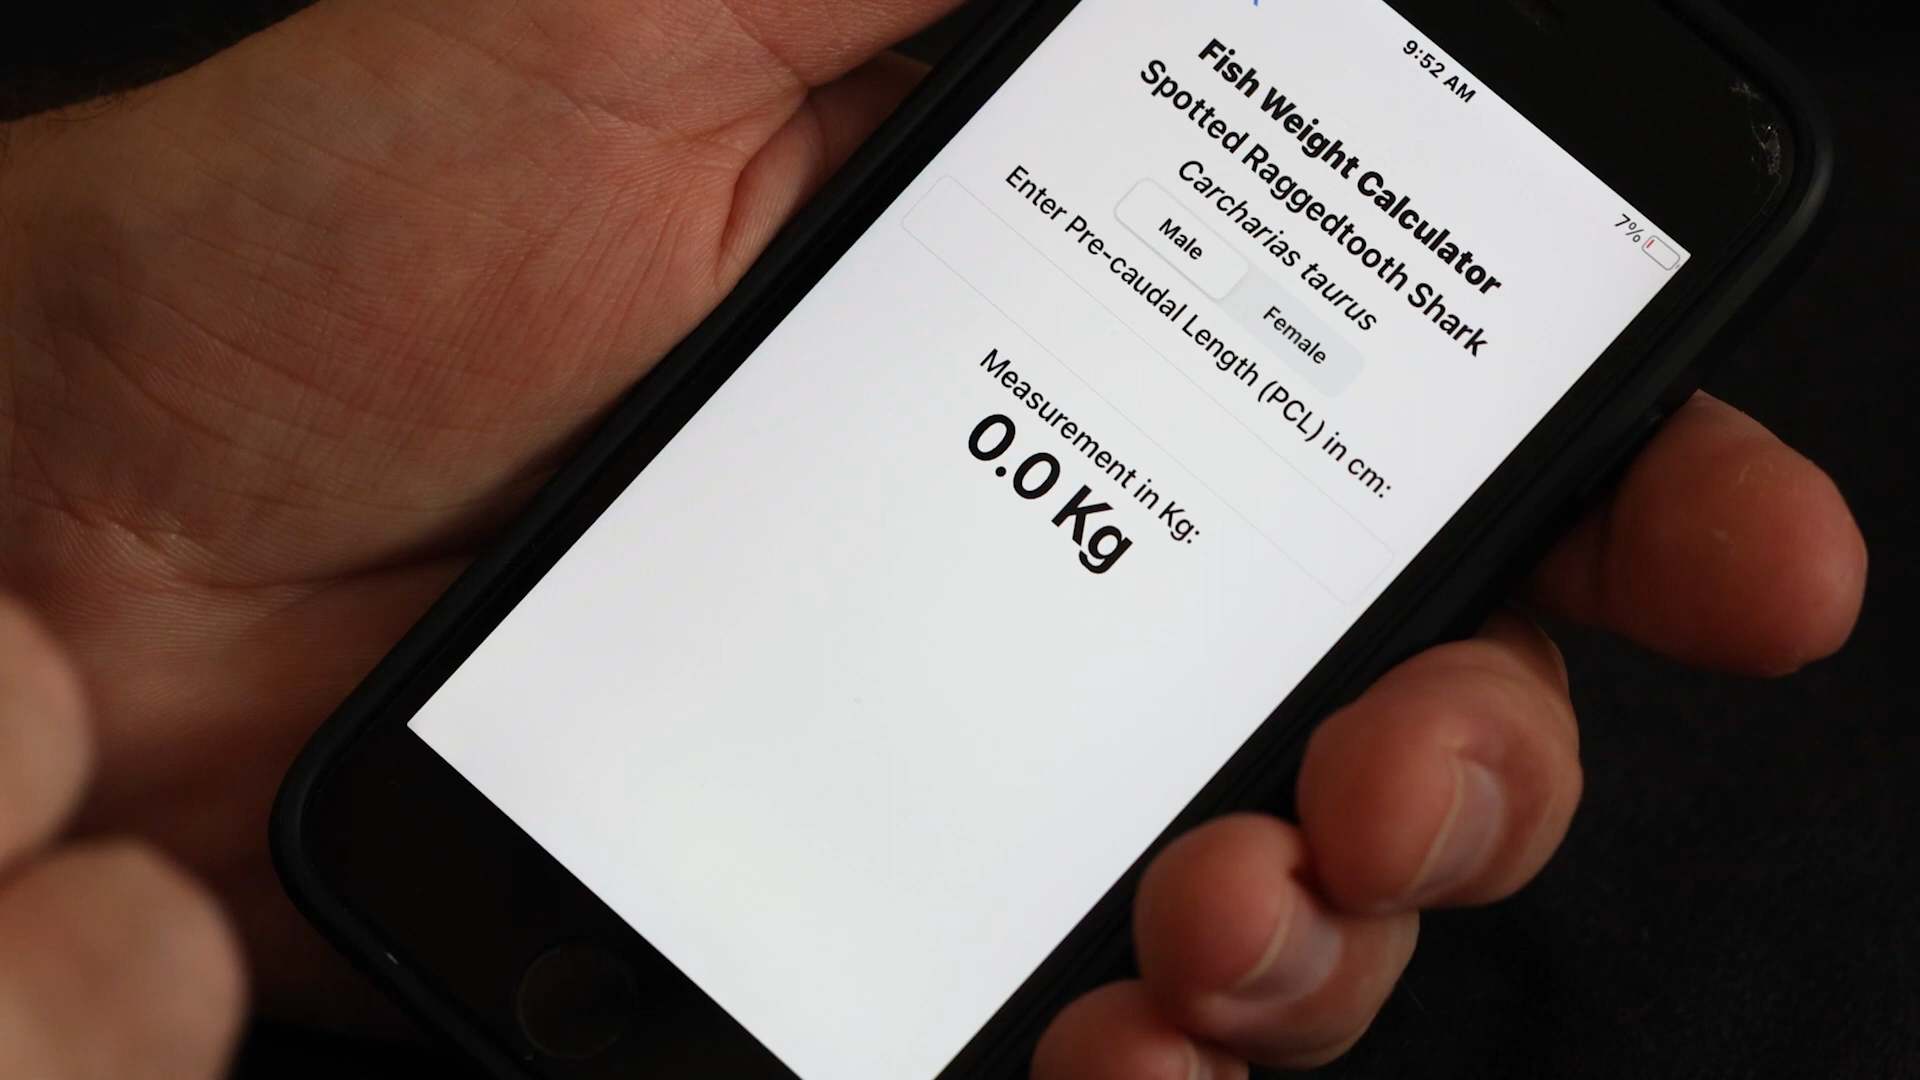 9:52 AM
7%
Fish Weight Calculator
Spotted Raggedtooth Shark
Carcharias taurus
Male
Female
Enter Pre-caudal Length (PCL) in cm:
Measurement in Kg:
0.0 Kg